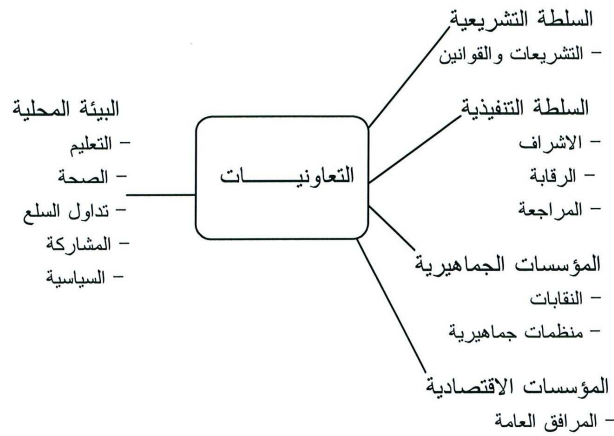 السلطة التشريعية
– التشريعات والقوانين
السلطة التنفيذية
– الاشراف
– الرقابة
– المراجعة
المؤسسات الجماهيرية
– النقابات
– منظمات جماهيرية
المؤسسات الاقتصادية
– المرافق العامة
التعاونيـــــــات
البيئة المحلية
– التعليم
– الصحة
– تداول السلع
– المشاركة
– السياسية